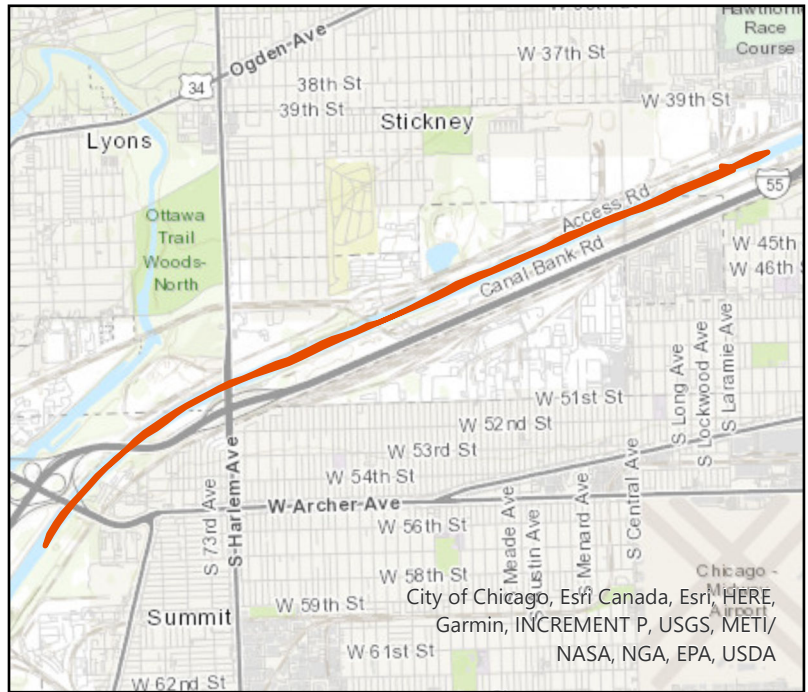 Hawthorne
Race
Course
W 37th St
Ogden-Ave
34
38th St
39th St
W 39th St
Stickney
Lyons
55
Access Rd
Ottawa
Trail
Woods-
North
Canal-Bank-Rd
W 45th
W 46th
S Long Ave
S Lockwood Ave
S Laramie-Ave
W 51st St
W 52nd St
W 53rd St
W 54th St
S 73rd Ave
S-Harlem-Ave
W-Archer-Ave
S Meade Ave
S Austin Ave
S Menard Ave
S Central Ave
W 56th St
W 58th St
W 59th St
Summit
W 61st St
W 62nd St
Chicago -
Midway
Airport
City of Chicago, Esri Canada, Esri, HERE,
Garmin, INCREMENT P, USGS, METI/
NASA, NGA, EPA, USDA